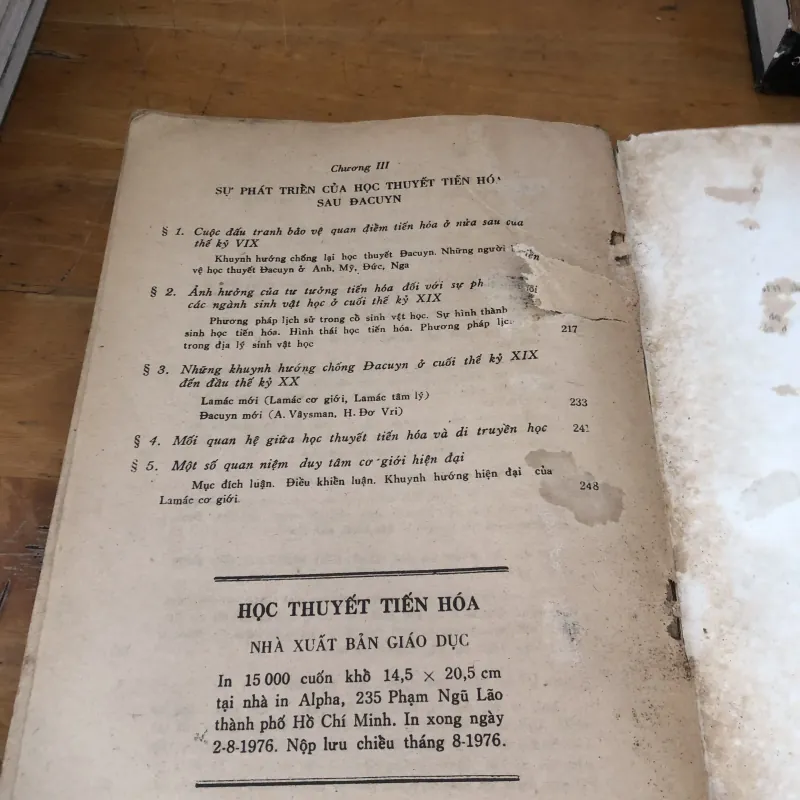 Chương III
SỰ PHÁT TRIỂN CỦA HỌC THUYẾT TIẾN HÓA
SAU ĐACUYN
§ 1. Cuộc đấu tranh bảo vệ quan điểm tiến hóa ở nửa sau của
thế kỷ VIX
Khuynh hướng chống lại học thuyết Đacuyn. Những người
vệ học thuyết Đacuyn ở Anh, Mỹ, Đức, Nga
§ 2. Ảnh hưởng của tư tưởng tiến hóa đối với sự
các ngành sinh vật học ở cuối thế kỷ XIX
Phương pháp lịch sử trong cổ sinh vật học. Sự hình thành
sinh học tiến hóa. Hình thái học tiến hóa. Phương pháp 217
trong địa lý sinh vật học
§ 3. Những khuynh hướng chống Đacuyn ở cuối thế kỷ XIX
đến đầu thế kỷ XX
Lamác mới (Lamác cơ giới, Lamác tâm lý) 233
Đacuyn mới (A. Vâysman, H. Đơ Vri)
§ 4. Mối quan hệ giữa học thuyết tiến hóa và di truyền học 241
§ 5. Một số quan niệm duy tâm cơ giới hiện đại
Mục đích luận. Điều khiển luận. Khuynh hướng hiện đại của 248
Lamác cơ giới.
HỌC THUYẾT TIẾN HÓA
NHÀ XUẤT BẢN GIÁO DỤC
In 15 000 cuốn khổ 14,5 × 20,5 cm
tại nhà in Alpha, 235 Phạm Ngũ Lão
thành phố Hồ Chí Minh. In xong ngày
2-8-1976. Nộp lưu chiều tháng 8-1976.